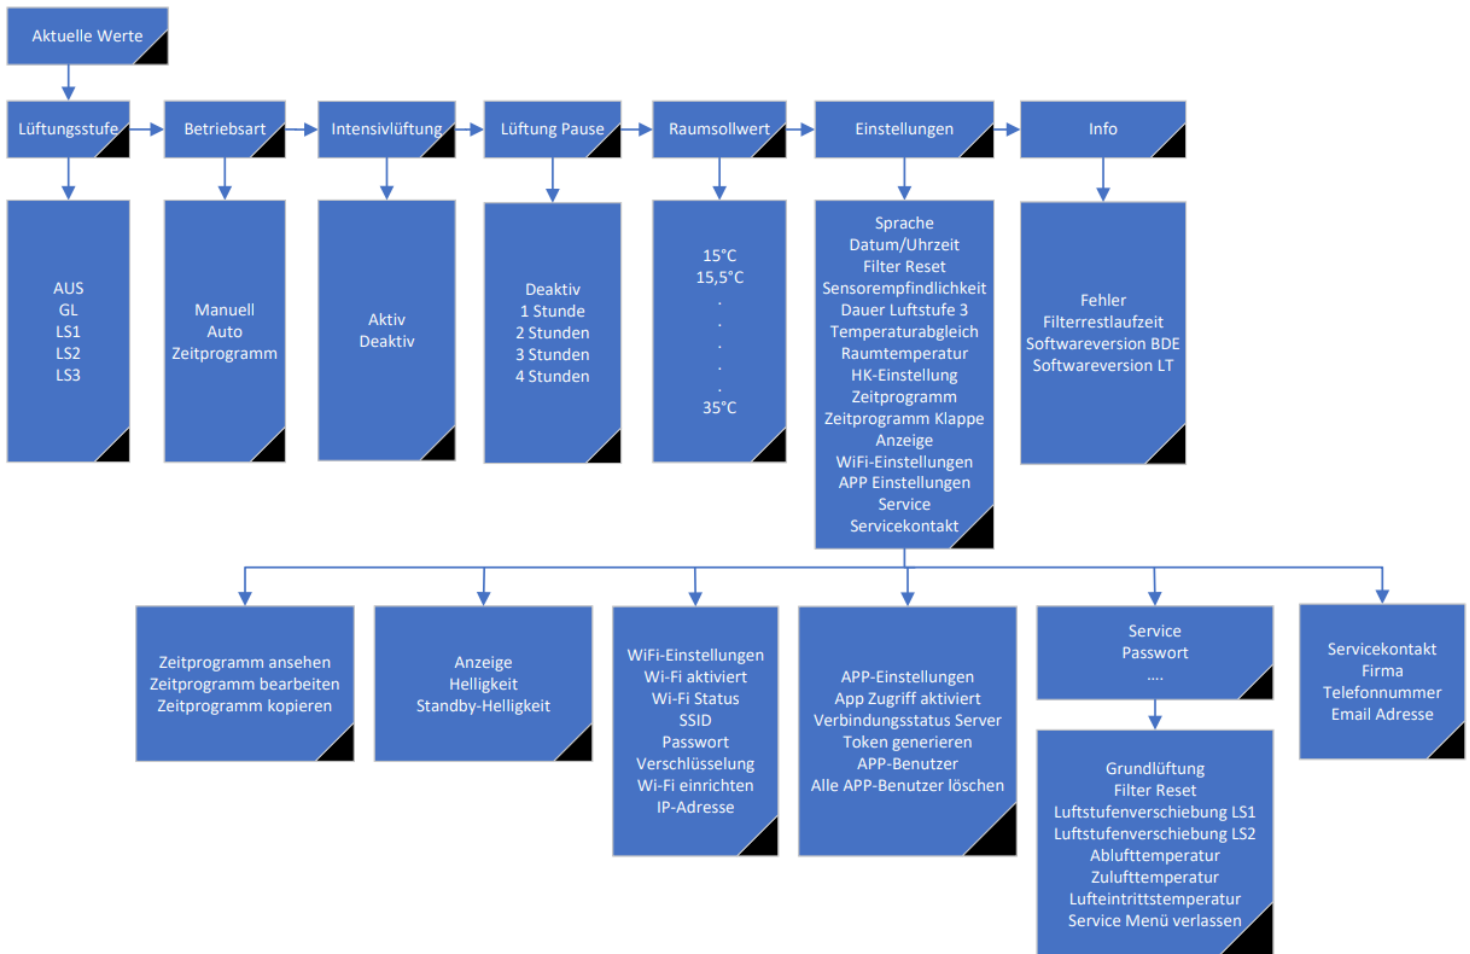 Aktuelle Werte
Lüftungsstufe
Betriebsart
Intensivlüftung
Lüftung Pause
Raumsollwert
Einstellungen
Info
AUS
GL
LS1
LS2
LS3
Manuell
Auto
Zeitprogramm
Aktiv
Deaktiv
Deaktiv
1 Stunde
2 Stunden
3 Stunden
4 Stunden
15°C
15,5°C
.
.
.
.
.
35°C
Sprache
Datum/Uhrzeit
Filter Reset
Sensorempfindlichkeit
Dauer Luftstufe 3
Temperaturabgleich
Raumtemperatur
HK-Einstellung
Zeitprogramm
Zeitprogramm Klappe
Anzeige
WiFi-Einstellungen
APP Einstellungen
Service
Servicekontakt
Fehler
Filterrestlaufzeit
Softwareversion BDE
Softwareversion LT
Zeitprogramm ansehen
Zeitprogramm bearbeiten
Zeitprogramm kopieren
Anzeige
Helligkeit
Standby-Helligkeit
WiFi-Einstellungen
Wi-Fi aktiviert
Wi-Fi Status
SSID
Passwort
Verschlüsselung
Wi-Fi einrichten
IP-Adresse
APP-Einstellungen
App Zugriff aktiviert
Verbindungsstatus Server
Token generieren
APP-Benutzer
Alle APP-Benutzer löschen
Service
Passwort
....
Grundlüftung
Filter Reset
Luftstufenverschiebung LS1
Luftstufenverschiebung LS2
Ablufttemperatur
Zulufttemperatur
Lufteintrittstemperatur
Service Menü verlassen
Servicekontakt
Firma
Telefonnummer
Email Adresse